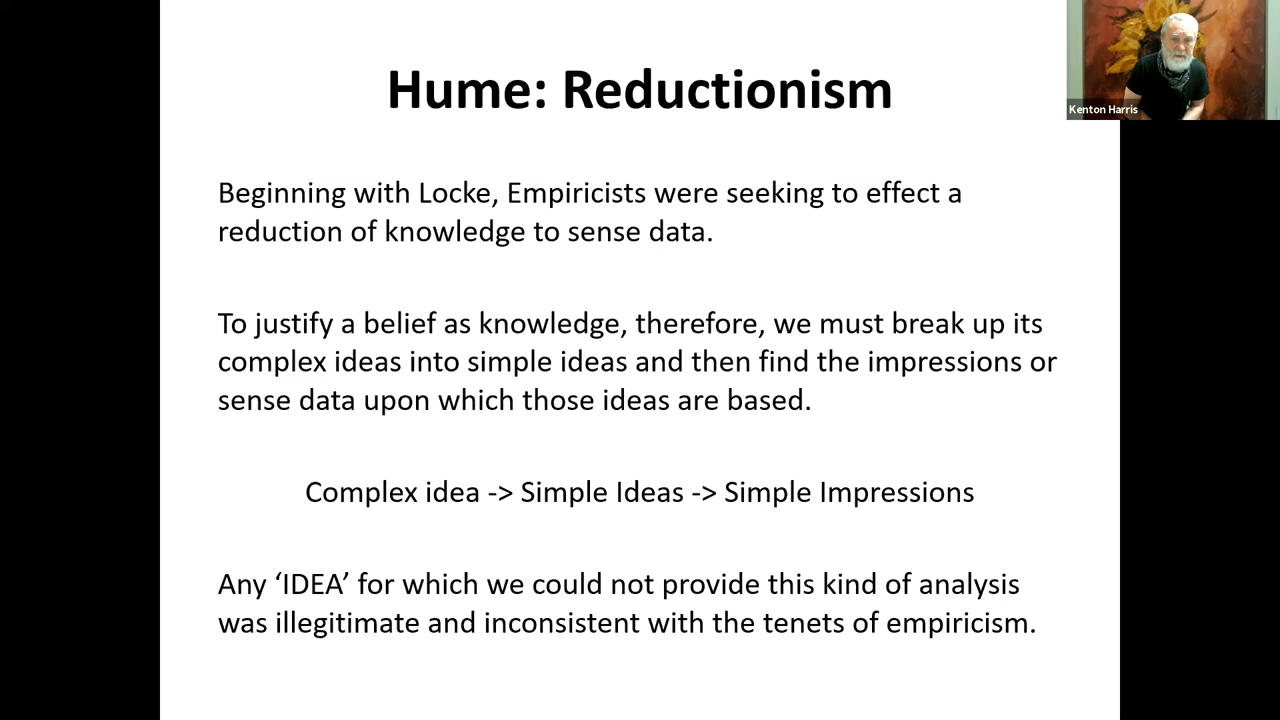 Hume: Reductionism
Kenton Harris
Beginning with Locke, Empiricists were seeking to effect a
reduction of knowledge to sense data.
To justify a belief as knowledge, therefore, we must break up its
complex ideas into simple ideas and then find the impressions or
sense data upon which those ideas are based.
Complex idea -> Simple Ideas -> Simple Impressions
Any ‘IDEA’ for which we could not provide this kind of analysis
was illegitimate and inconsistent with the tenets of empiricism.